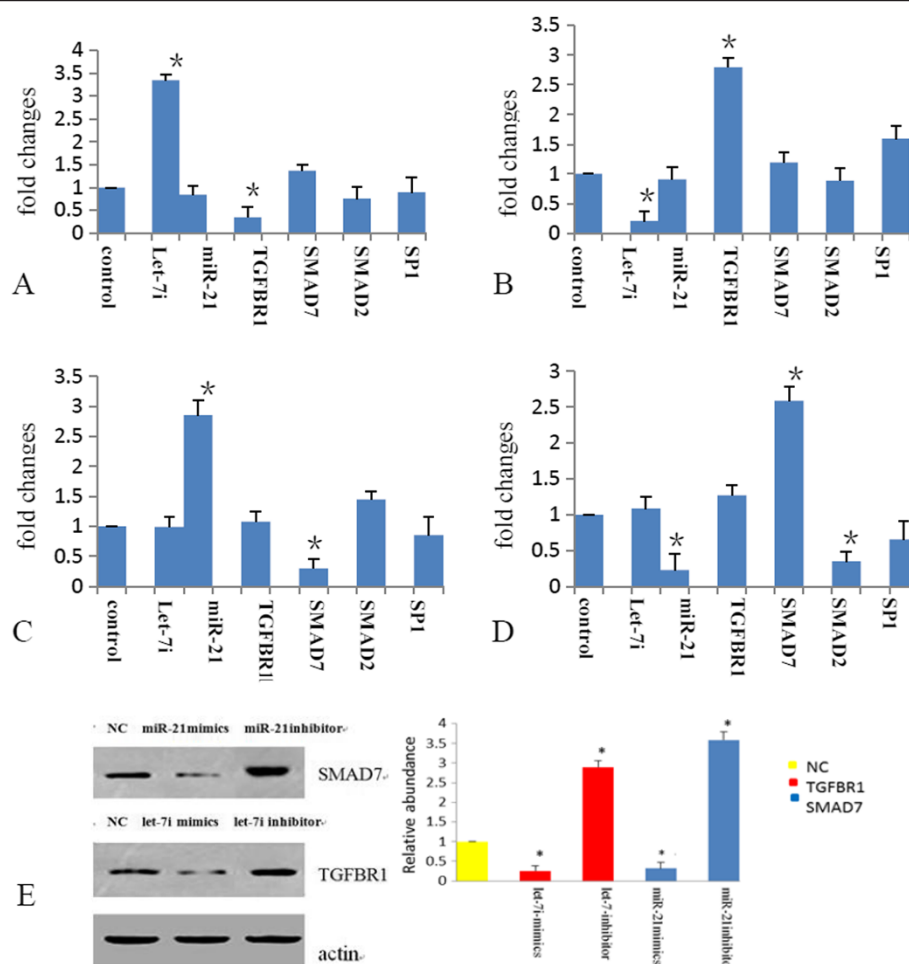 4
3.5
3
2.5
2
1.5
1
0.5
0
fold changes
*
*
control
Let-7i
miR-21
TGFBR1
SMAD7
SMAD2
SP1
A
3.5
3
2.5
2
1.5
1
0.5
0
fold changes
*
*
control
Let-7i
miR-21
TGFBR1
SMAD7
SMAD2
SP1
B
3.5
3
2.5
2
1.5
1
0.5
0
fold changes
*
*
control
Let-7i
miR-21
TGFBR1
SMAD7
SMAD2
SP1
C
3
2.5
2
1.5
1
0.5
0
fold changes
*
*
*
control
Let-7i
miR-21
TGFBR1
SMAD7
SMAD2
SP1
D
NC miR-21mimics miR-21inhibitor
SMAD7
NC let-7i mimics let-7i inhibitor
TGFBR1
actin
E
4
3.5
3
2.5
2
1.5
1
0.5
0
Relative abundance
*
*
*
*
let-7i-mimics
let-7-inhibitor
miR-21mimics
miR-21inhibito
NC
TGFBR1
SMAD7